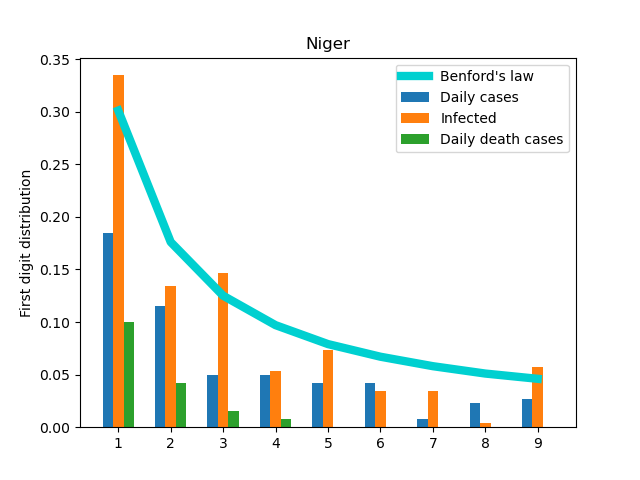 Niger
0.35
0.30
0.25
0.20
0.15
0.10
0.05
0.00
First digit distribution
Benford's law
Daily cases
Infected
Daily death cases
1 2 3 4 5 6 7 8 9